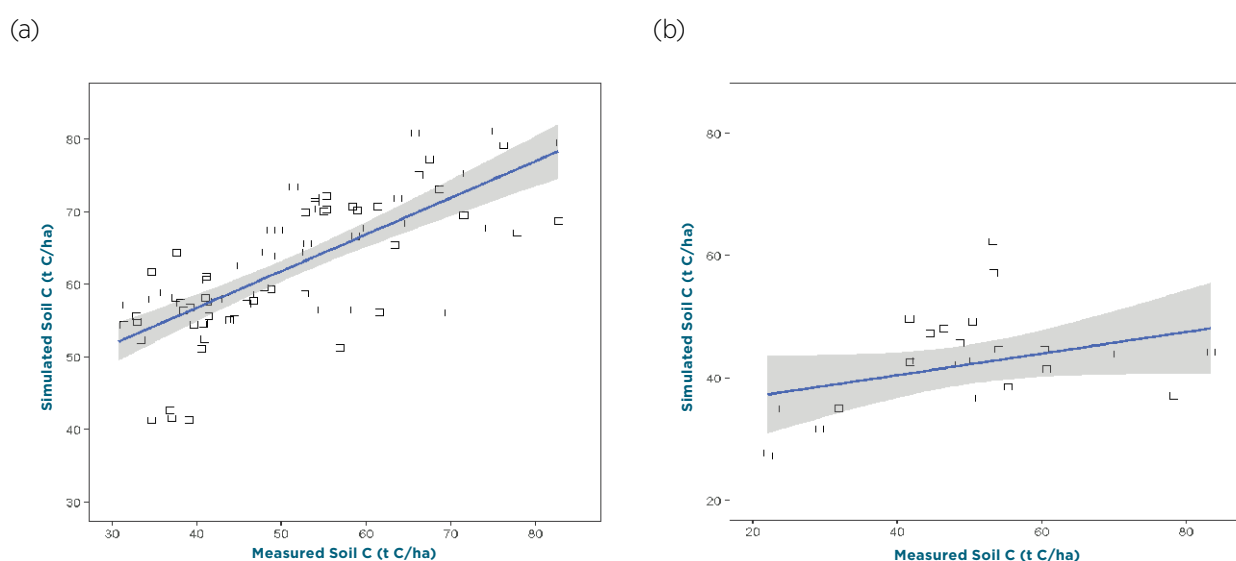 (a)
80
70
60
50
40
30
30 40 50 60 70 80
Simulated Soil C (t C/ha)
Measured Soil C (t C/ha)
(b)
80
60
40
20
20 40 60 80
Simulated Soil C (t C/ha)
Measured Soil C (t C/ha)